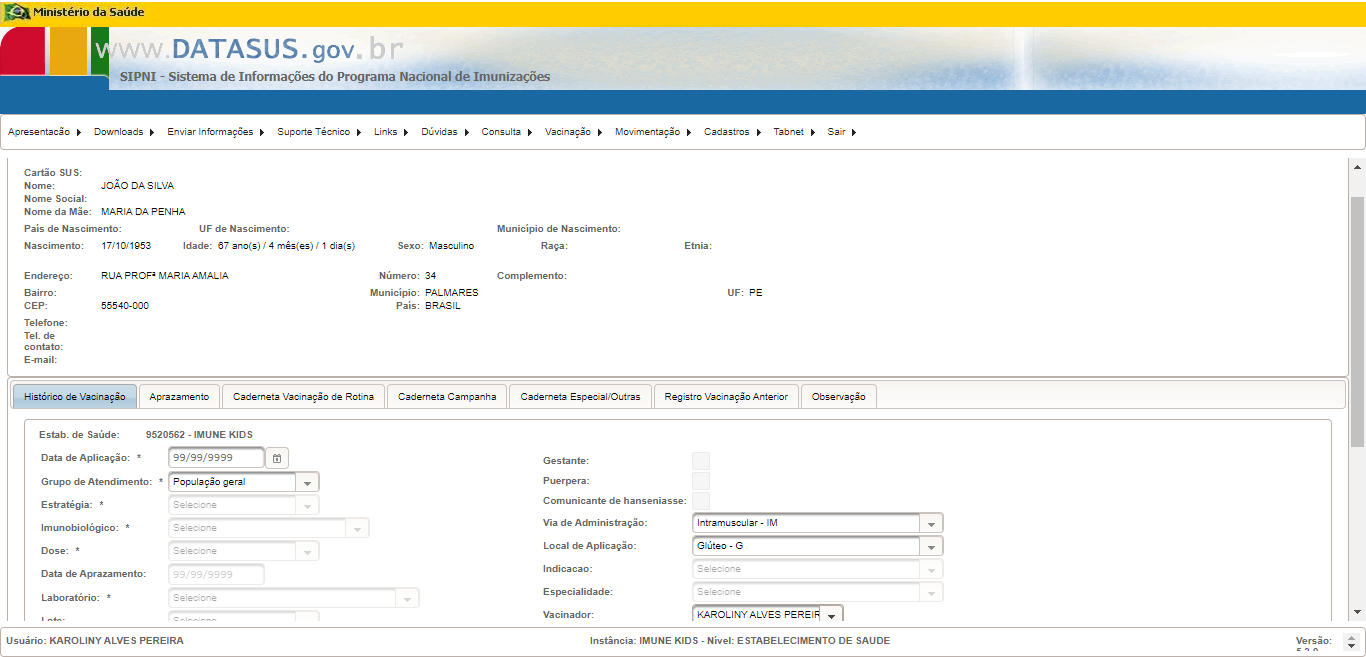 Ministério da Saúde
www.DATASUS.gov.br
SIPNI - Sistema de Informações do Programa Nacional de Imunizações
Apresentacão Downloads Enviar Informações Suporte Técnico Links Dúvidas Consulta Vacinação Movimentação Cadastros Tabnet Sair
Cartão SUS:
Nome: JOÃO DA SILVA
Nome Social:
Nome da Mãe: MARIA DA PENHA
País de Nascimento: UF de Nascimento: Município de Nascimento:
Nascimento: 17/10/1953 Idade: 67 ano(s) / 4 mês(es) / 1 dia(s) Sexo: Masculino Raça: Etnia:
Endereço: RUA PROFª MARIA AMALIA Número: 34 Complemento:
Bairro: Município: PALMARES UF: PE
CEP: 55540-000 País: BRASIL
Telefone:
Tel. de
contato:
E-mail:
Histórico de Vacinação Aprazamento Caderneta Vacinação de Rotina Caderneta Campanha Caderneta Especial/Outras Registro Vacinação Anterior Observação
Estab. de Saúde: 9520562 - IMUNE KIDS
Data de Aplicação: * 99/99/9999
Gestante:
Grupo de Atendimento: * População geral
Puerpera:
Estratégia: * Selecione
Comunicante de hanseniasse:
Imunobiológico: * Selecione
Via de Administração: Intramuscular - IM
Dose: * Selecione
Local de Aplicação: Glúteo - G
Data de Aprazamento: 99/99/9999
Indicacao: Selecione
Laboratório: * Selecione
Especialidade: Selecione
Lote: Selecione
Vacinador: KAROLINY ALVES PEREIR
Usuário: KAROLINY ALVES PEREIRA Instância: IMUNE KIDS - Nível: ESTABELECIMENTO DE SAUDE Versão: